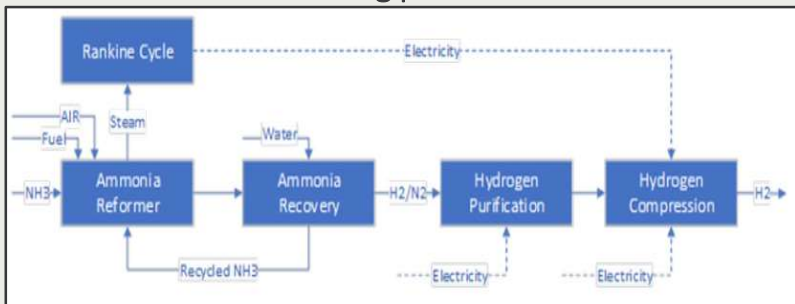 Rankine Cycle
Electricity
AIR
Steam
Fuel
Water
NH3
Ammonia
Reformer
Ammonia
Recovery
H2/N2
Hydrogen
Purification
Hydrogen
Compression
H2
Recycled NH3
Electricity
Electricity